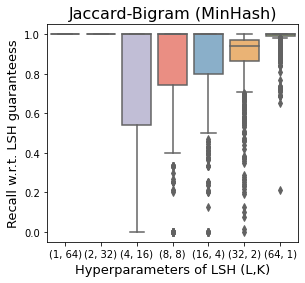 Jaccard-Bigram (MinHash)
Recall w.r.t. LSH guaranteess
1.0
0.8
0.6
0.4
0.2
0.0
(1, 64) (2, 32) (4, 16) (8, 8) (16, 4) (32, 2) (64, 1)
Hyperparameters of LSH (L,K)